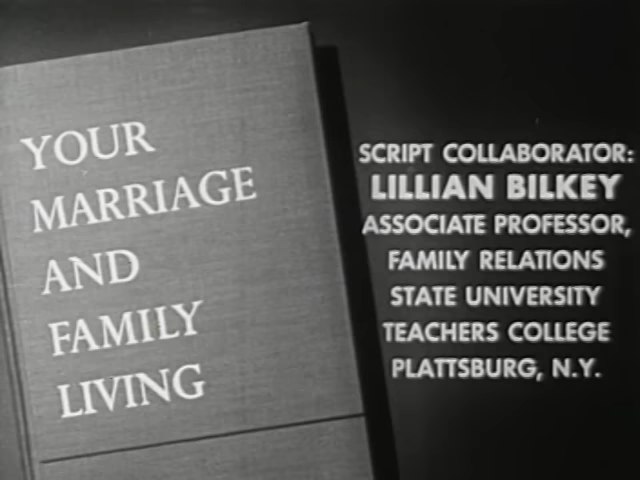 YOUR
MARRIAGE
AND
FAMILY
LIVING
SCRIPT COLLABORATOR:
LILLIAN BILKEY
ASSOCIATE PROFESSOR,
FAMILY RELATIONS
STATE UNIVERSITY
TEACHERS COLLEGE
PLATTSBURG, N.Y.